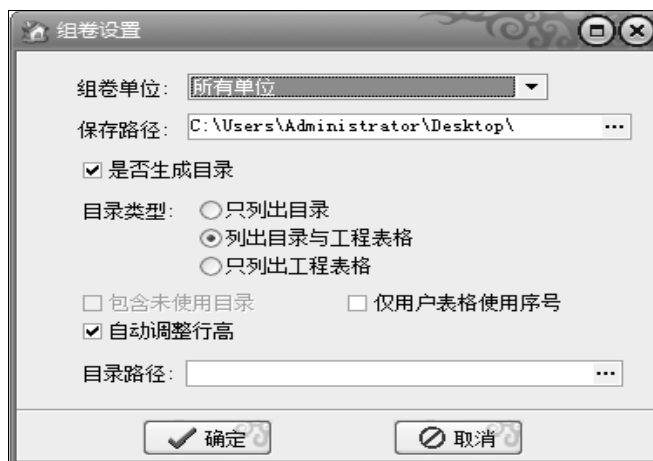 组卷设置
组卷单位: 所有单位
保存路径: C:\Users\Administrator\Desktop\ ...
是否生成目录
目录类型: 只列出目录
列出目录与工程表格
只列出工程表格
包含未使用目录 仅用户表格使用序号
自动调整行高
目录路径: ...
确定 取消